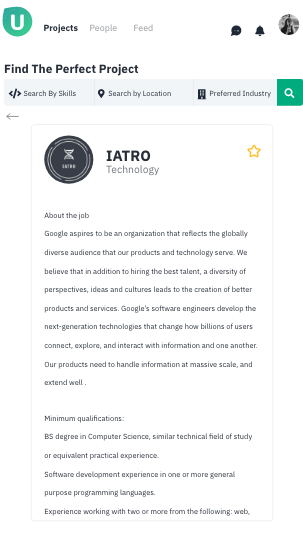 U
Projects People Feed
Find The Perfect Project
Search By Skills Search by Location Preferred Industry
IATRO
IATRO
Technology
About the job
Google aspires to be an organization that reflects the globally
diverse audience that our products and technology serve. We
believe that in addition to hiring the best talent, a diversity of
perspectives, ideas and cultures leads to the creation of better
products and services. Google's software engineers develop the
next-generation technologies that change how billions of users
connect, explore, and interact with information and one another.
Our products need to handle information at massive scale, and
extend well .
Minimum qualifications:
BS degree in Computer Science, similar technical field of study
or equivalent practical experience.
Software development experience in one or more general
purpose programming languages.
Experience working with two or more from the following: web,